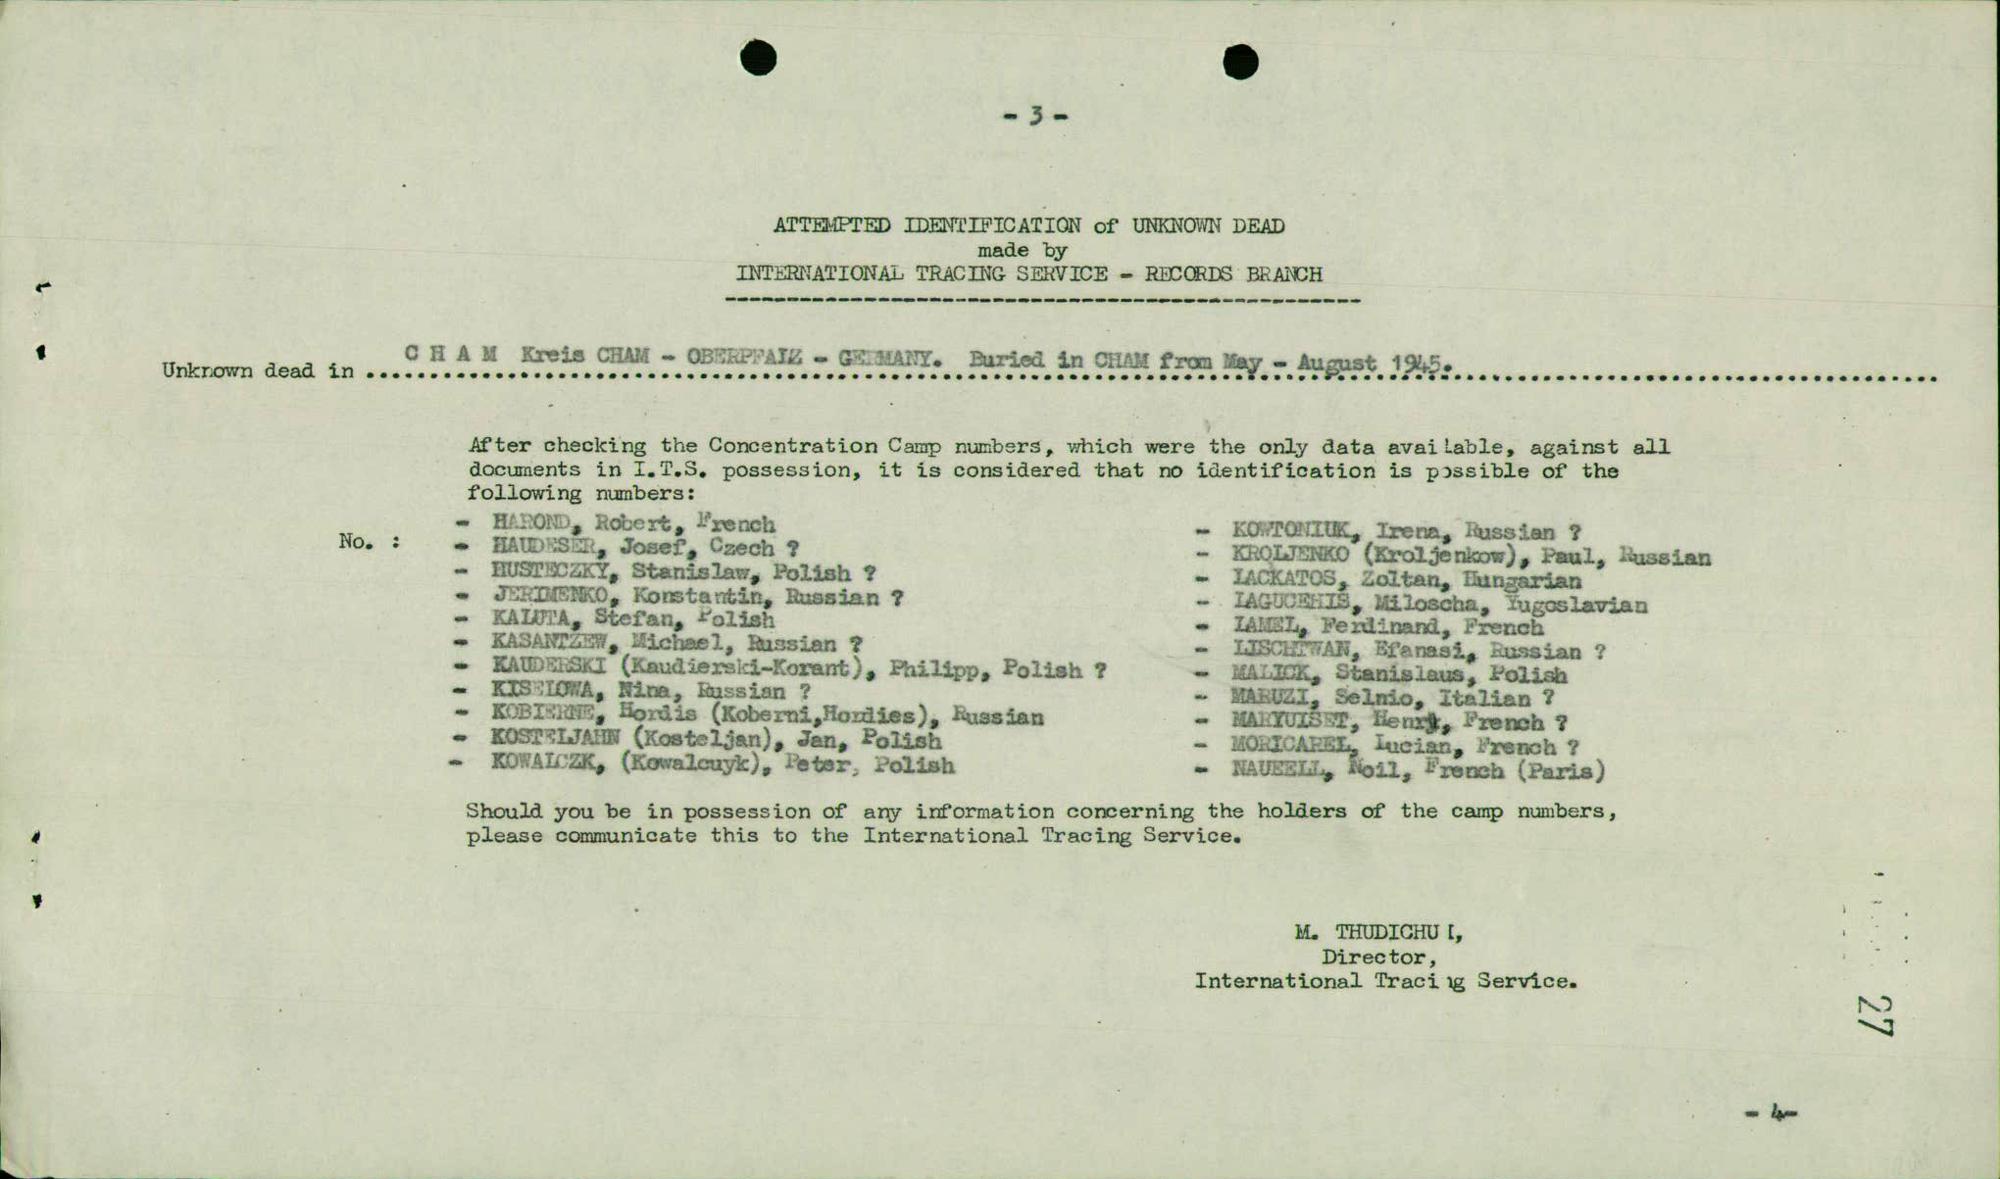 - 3 -
ATTEMPTED IDENTIFICATION of UNKNOWN DEAD
made by
INTERNATIONAL TRACING SERVICE - RECORDS BRANCH
Unknown dead in C H A M Kreis CHAM - OBERPFALZ - GERMANY. Buried in CHAM from May - August 1945.
After checking the Concentration Camp numbers, which were the only data available, against all
documents in I.T.S. possession, it is considered that no identification is possible of the
following numbers:
No. :
- HAROND, Robert, French
- HAUDESER, Josef, Czech ?
- HUSTECZKY, Stanislaw, Polish ?
- JERIMENKO, Konstantin, Russian ?
- KALUTA, Stefan, Polish
- KASANTZEW, Michael, Russian ?
- KAUDERSKI (Kaudierski-Korant), Philipp, Polish ?
- KISELOWA, Nina, Russian ?
- KOBIERNE, Hordis (Koberni,Hordies), Russian
- KOSTELJAHN (Kosteljan), Jan, Polish
- KOWALCZK, (Kowalcuyk), Peter, Polish
- KOWTONIUK, Irena, Russian ?
- KROLJENKO (Kroljenkow), Paul, Russian
- LACKATOS, Zoltan, Hungarian
- LAGUCEHIS, Miloscha, Yugoslavian
- LAMEL, Ferdinand, French
- LISCHTWAN, Efanasi, Russian ?
- MALICK, Stanislaus, Polish
- MARUZI, Selnio, Italian ?
- MARYUISET, Henry, French ?
- MORICAREL, Lucian, French ?
- NAUEELL, Noil, French (Paris)
Should you be in possession of any information concerning the holders of the camp numbers,
please communicate this to the International Tracing Service.
M. THUDICHUM,
Director,
International Tracing Service.
27
- 4 -